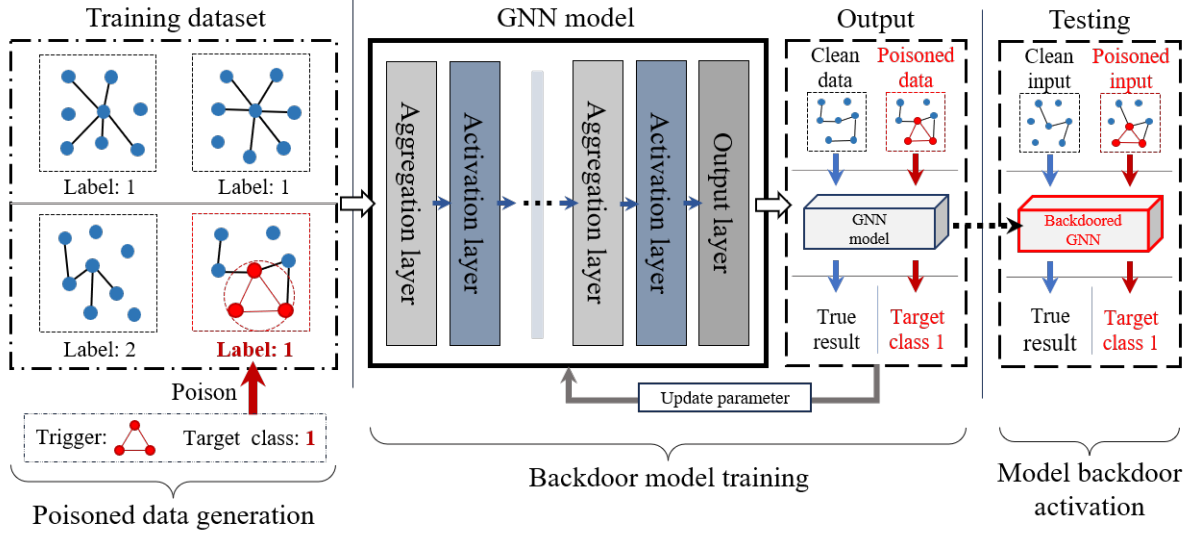 Training dataset
Label: 1
Label: 1
Label: 2
Label: 1
Poison
Trigger:
Target class: 1
Poisoned data generation
GNN model
Aggregation layer
Activation layer
Aggregation layer
Activation layer
Output layer
Update parameter
Backdoor model training
Output
Clean
data
Poisoned
data
GNN
model
True
result
Target
class 1
Testing
Clean
input
Poisoned
input
Backdoored
GNN
True
result
Target
class 1
Model backdoor
activation